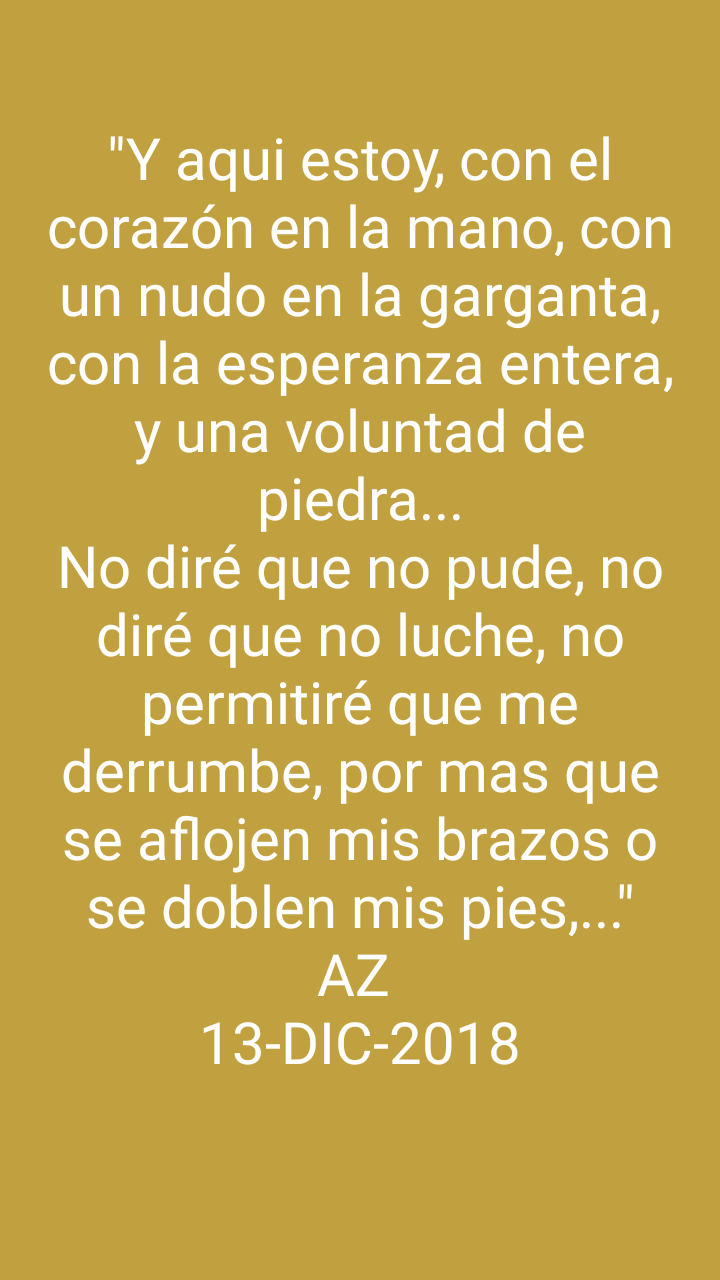 "Y aqui estoy, con el
corazón en la mano, con
un nudo en la garganta,
con la esperanza entera,
y una voluntad de
piedra...
No diré que no pude, no
diré que no luche, no
permitiré que me
derrumbe, por mas que
se aflojen mis brazos o
se doblen mis pies,..."
AZ
13-DIC-2018